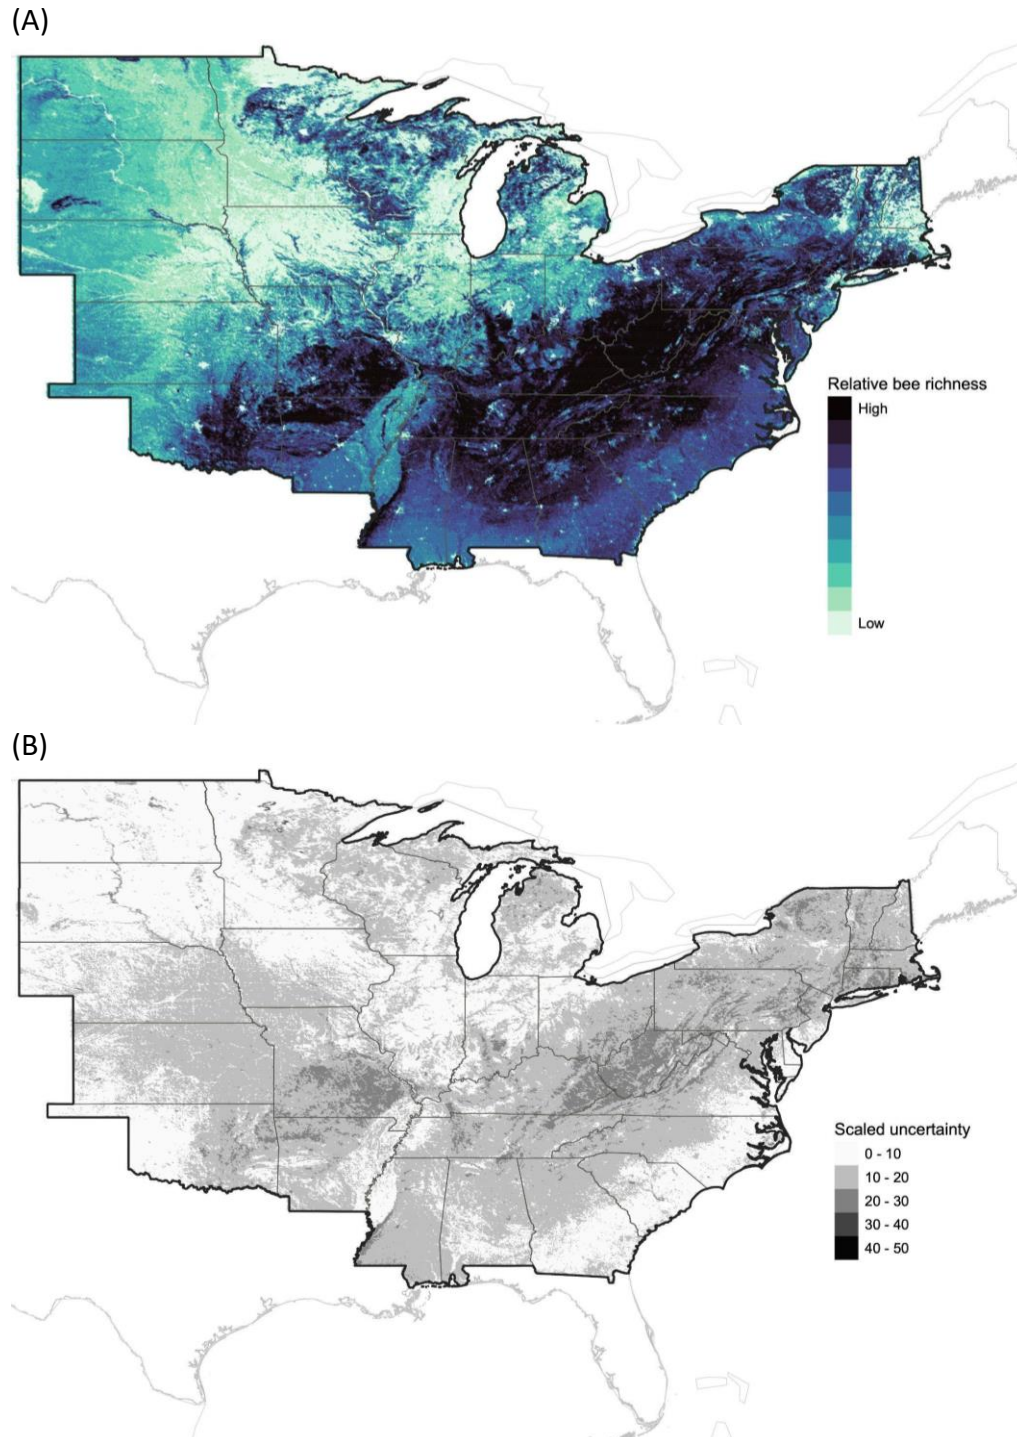 (A)
Relative bee richness
High
Low
(B)
Scaled uncertainty
0 - 10
10 - 20
20 - 30
30 - 40
40 - 50